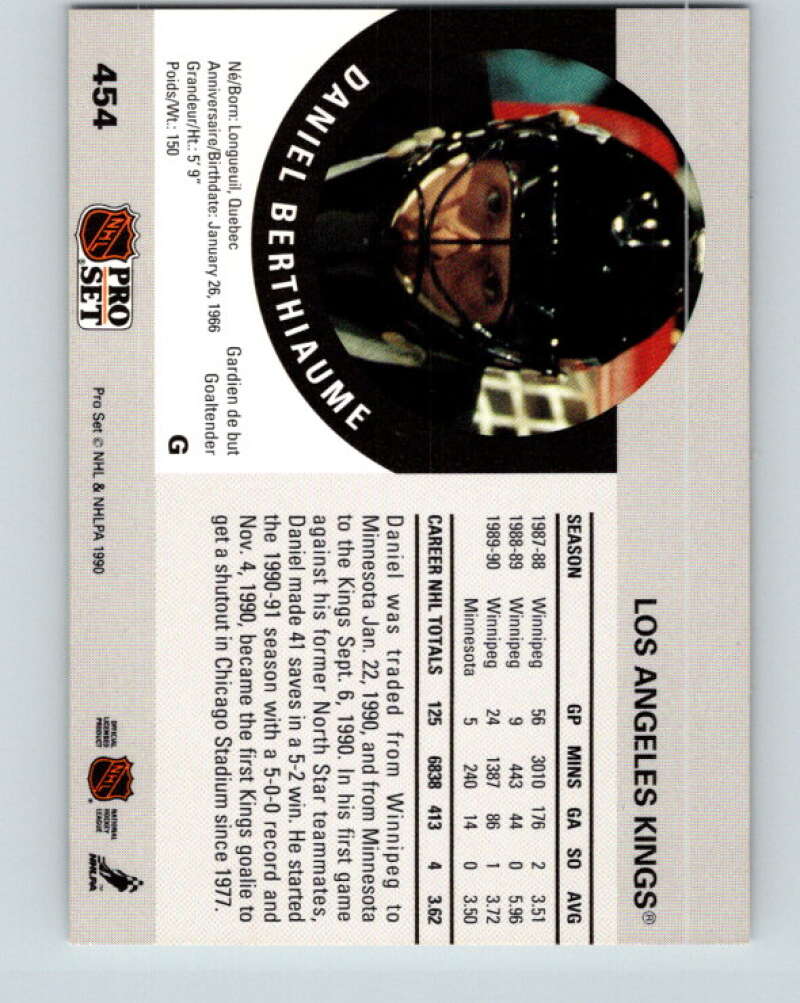 LOS ANGELES KINGS®
DANIEL BERTHIAUME
Né/Born: Longueuil, Quebec
Anniversaire/Birthdate: January 26, 1966
Grandeur/Ht.: 5' 9"
Poids/Wt.: 150
Gardien de but
Goaltender
G
SEASON GP MINS GA SO AVG
1987-88 Winnipeg 56 3010 176 2 3.51
1988-89 Winnipeg 9 443 44 0 5.96
1989-90 Winnipeg 24 1387 86 1 3.72
Minnesota 5 240 14 0 3.50
CAREER NHL TOTALS 125 6838 413 4 3.62
Daniel was traded from Winnipeg to
Minnesota Jan. 22, 1990, and from Minnesota
to the Kings Sept. 6, 1990. In his first game
against his former North Star teammates,
Daniel made 41 saves in a 5-2 win. He started
the 1990-91 season with a 5-0-0 record and
Nov. 4, 1990, became the first Kings goalie to
get a shutout in Chicago Stadium since 1977.
454
NHL
PRO
SET
Pro Set © NHL & NHLPA 1990
OFFICIAL
LICENSED
PRODUCT
NHL
NATIONAL
HOCKEY
LEAGUE
NHLPA